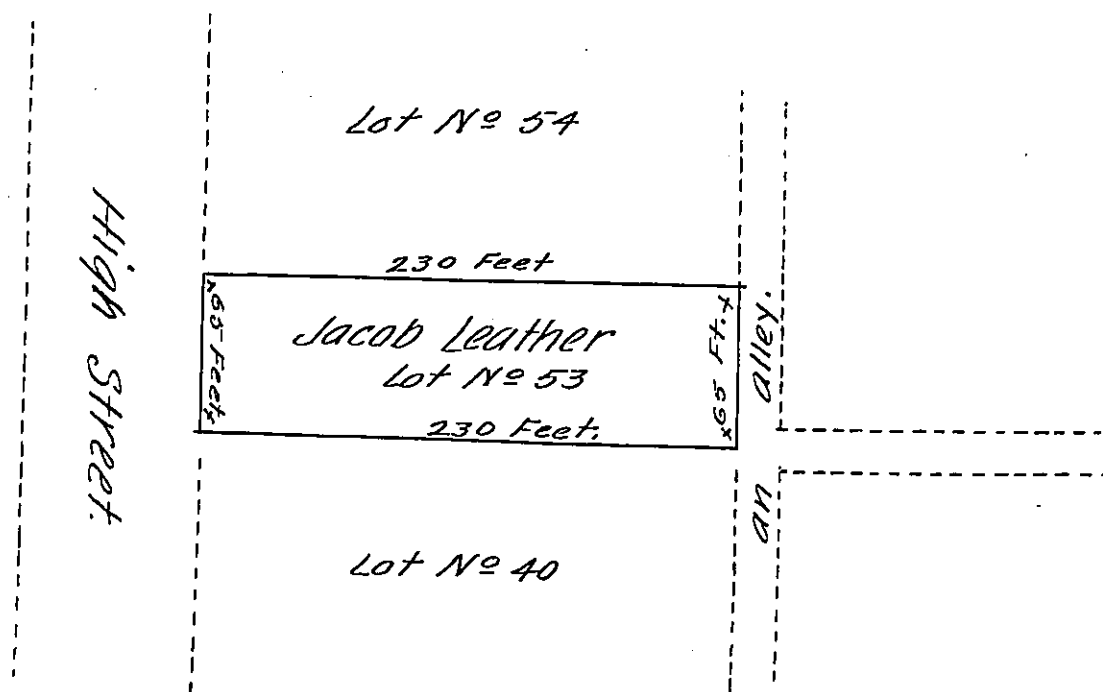 Lot Nº 54
High Street.
230 Feet
65 Feet
Jacob Leather
Lot Nº 53
65 Ft.
230 Feet.
an alley.
Lot Nº 40